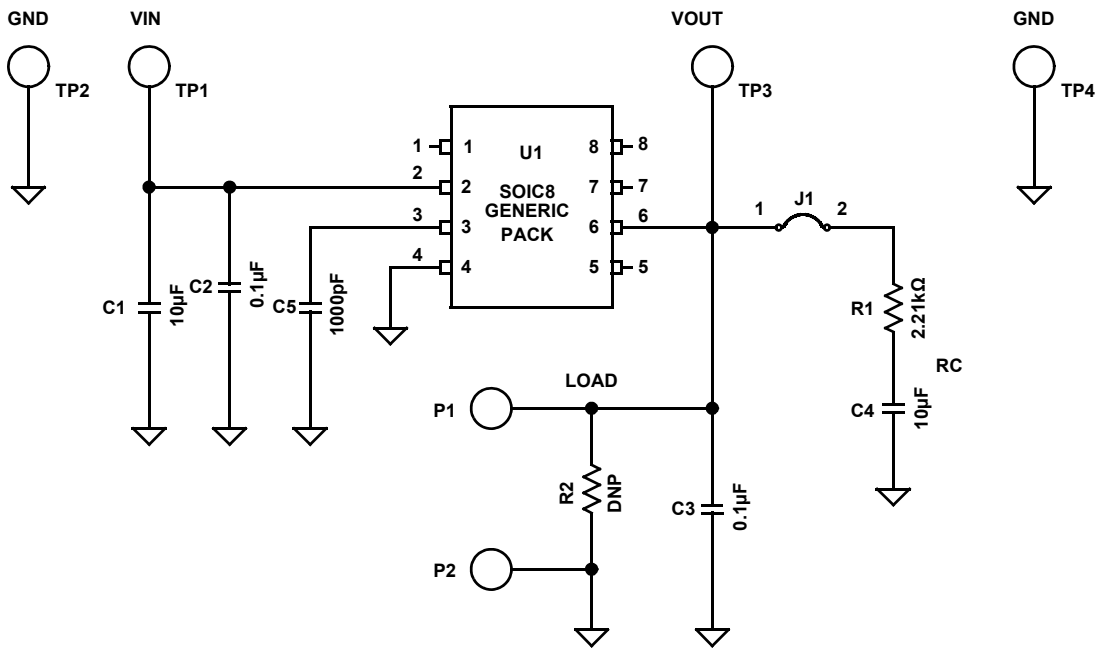 GND
VIN
VOUT
GND
TP2
TP1
TP3
TP4
1
1
U1
8
8
2
2
SOIC8
7
7
GENERIC
3
3
PACK
6
6
1
J1
2
4
4
5
5
C1
10µF
C2
0.1µF
C5
1000pF
R1
2.21kΩ
RC
LOAD
P1
C4
10µF
R2
DNP
C3
0.1µF
P2